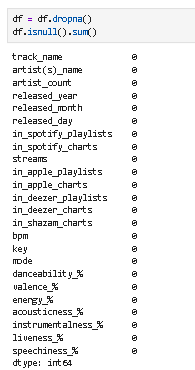 df = df.dropna()
df.isnull().sum()
track_name 0
artist(s)_name 0
artist_count 0
released_year 0
released_month 0
released_day 0
in_spotify_playlists 0
in_spotify_charts 0
streams 0
in_apple_playlists 0
in_apple_charts 0
in_deezer_playlists 0
in_deezer_charts 0
in_shazam_charts 0
bpm 0
key 0
mode 0
danceability_% 0
valence_% 0
energy_% 0
acousticness_% 0
instrumentalness_% 0
liveness_% 0
speechiness_% 0
dtype: int64